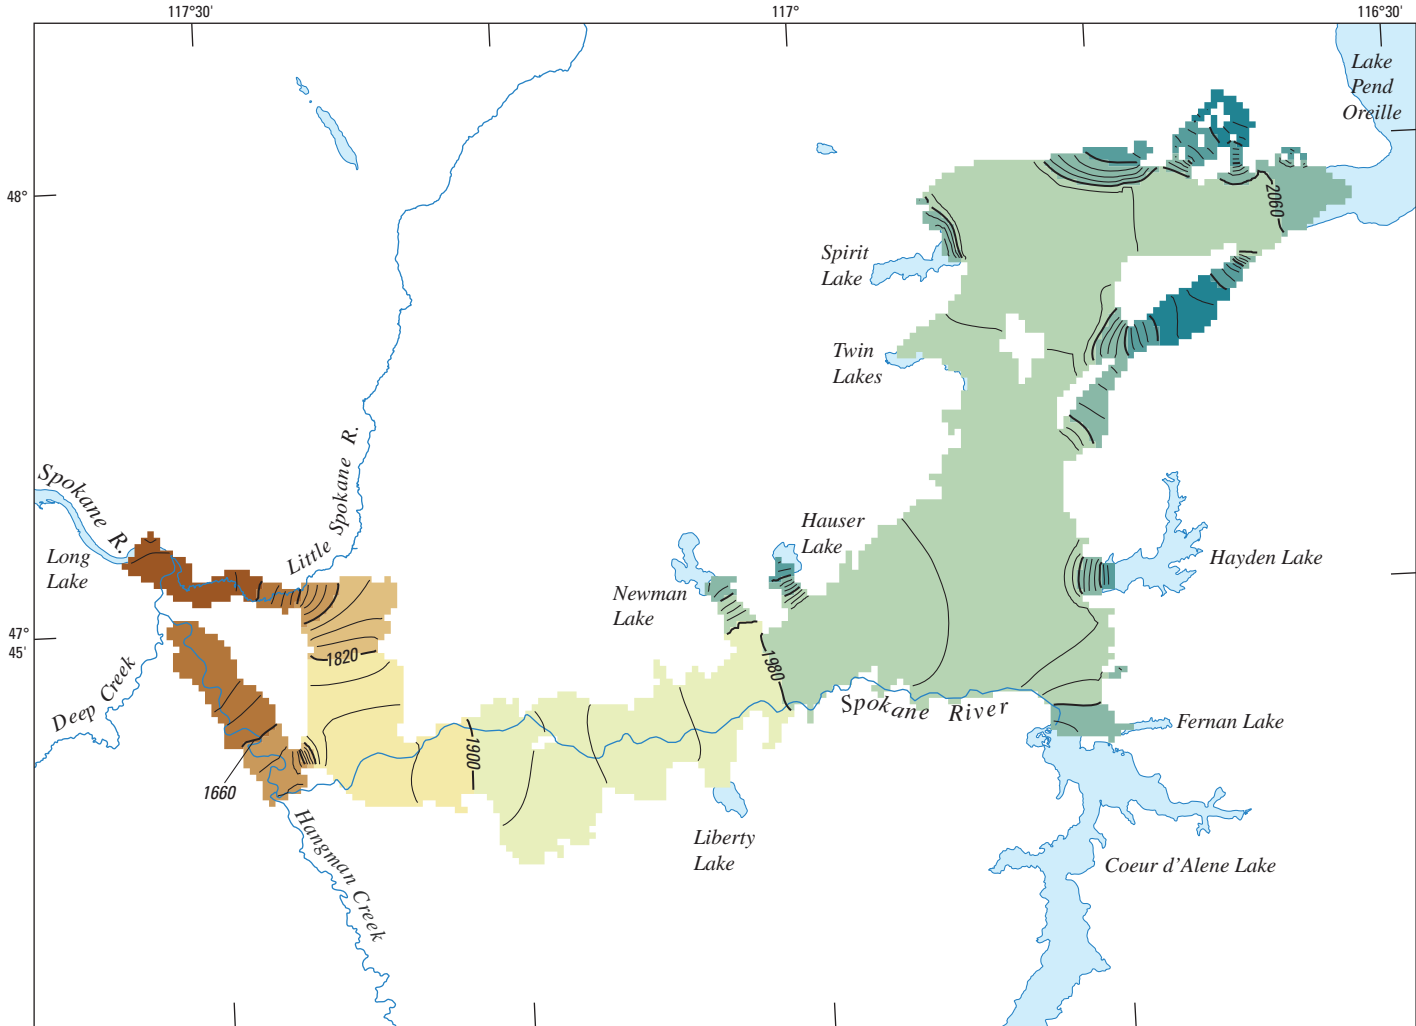 117°30'
117°
116°30'
Lake
Pend
Oreille
48°
2060
Spirit
Lake
Twin
Lakes
Spokane R.
Little Spokane R.
Long
Lake
Hauser
Lake
Hayden Lake
Newman
Lake
47°
45'
1820
1980
Deep Creek
Spokane River
Fernan Lake
1900
1660
Hangman Creek
Liberty
Lake
Coeur d'Alene Lake